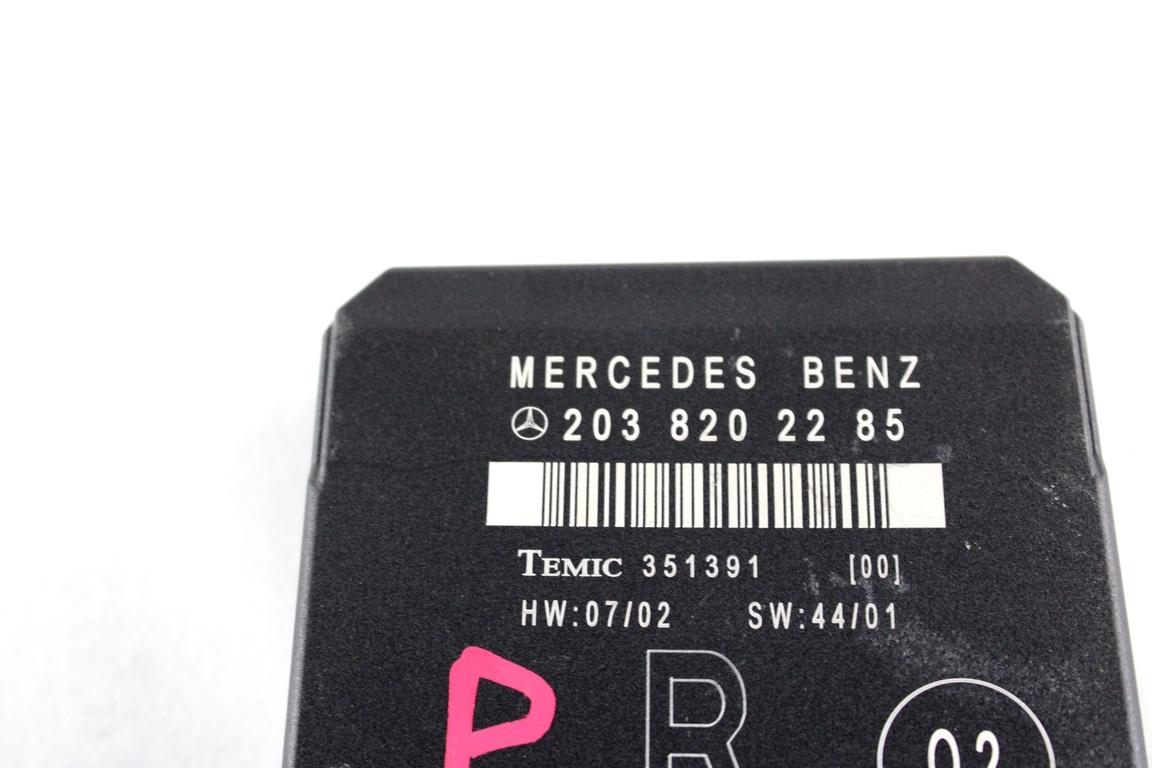 MERCEDES BENZ
203 820 22 85
TEMIC 351391 [00]
HW:07/02 SW:44/01
P R 02